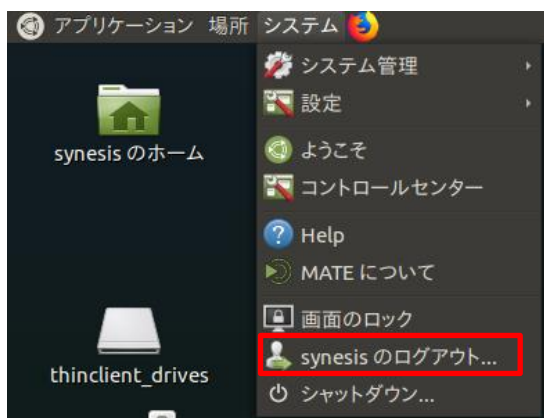 アプリケーション 場所 システム
システム管理
設定
synesis のホーム
ようこそ
コントロールセンター
Help
MATE について
画面のロック
synesis のログアウト...
thinclient_drives
シャットダウン...